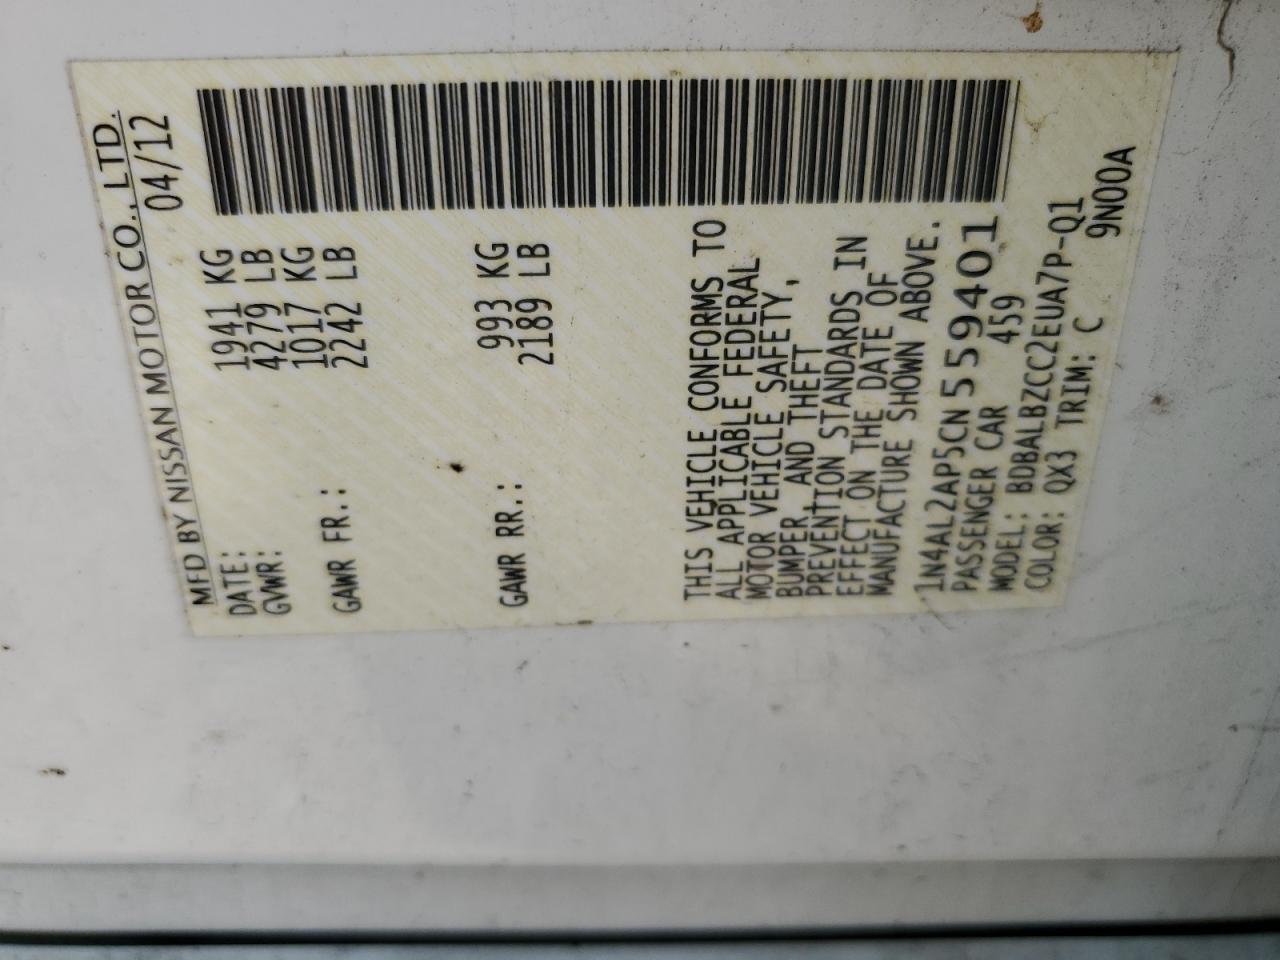 MFD BY NISSAN MOTOR CO., LTD.
DATE: 04/12
GVWR: 1941 KG
4279 LB
GAWR FR.: 1017 KG
2242 LB
GAWR RR.: 993 KG
2189 LB
THIS VEHICLE CONFORMS TO
ALL APPLICABLE FEDERAL
MOTOR VEHICLE SAFETY,
BUMPER, AND THEFT
PREVENTION STANDARDS IN
EFFECT ON THE DATE OF
MANUFACTURE SHOWN ABOVE.
1N4AL2AP5CN559401
PASSENGER CAR 459
MODEL: BDBALBZCC2EUA7P-Q1
COLOR: QX3 TRIM: C 9N00A